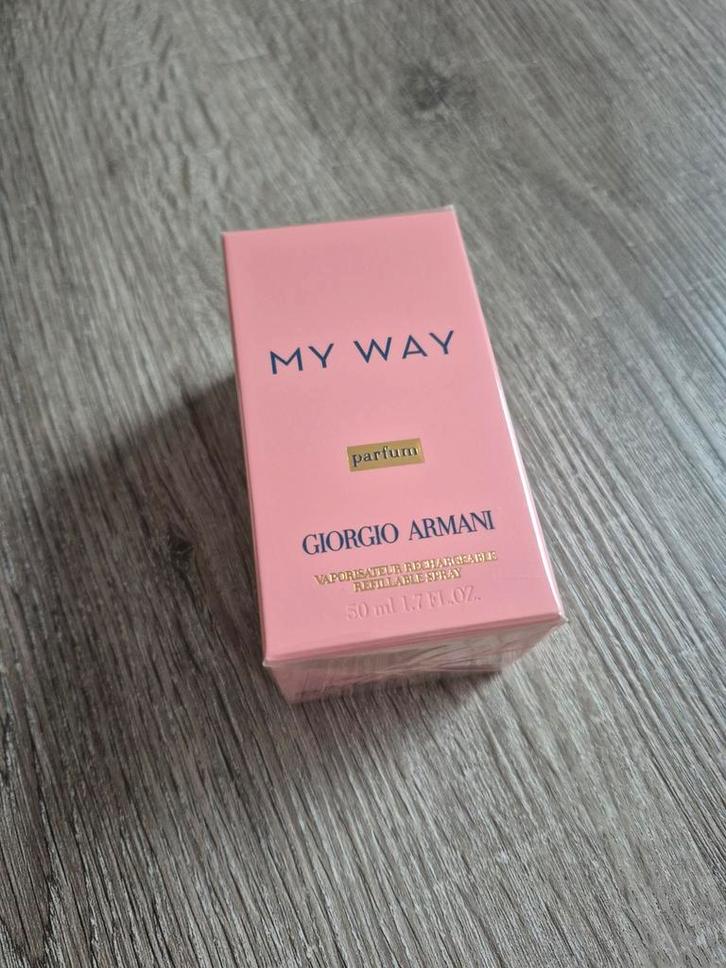 MY WAY
parfum
GIORGIO ARMANI
VAPORISATEUR RECHARGEABLE
REFILLABLE SPRAY
50 ml 1.7 FL.OZ.